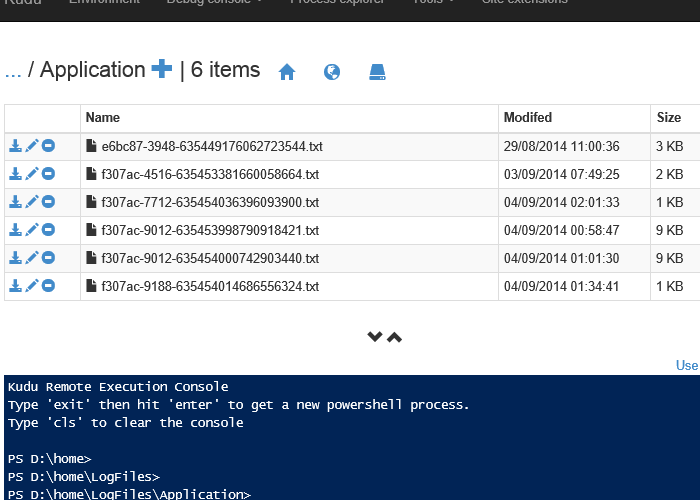 Kudu Environment Debug console Process explorer Tools Site extensions
... / Application | 6 items
Name Modifed Size
e6bc87-3948-635449176062723544.txt 29/08/2014 11:00:36 3 KB
f307ac-4516-635453381660058664.txt 03/09/2014 07:49:25 2 KB
f307ac-7712-635454036396093900.txt 04/09/2014 02:01:33 1 KB
f307ac-9012-635453998790918421.txt 04/09/2014 00:58:47 9 KB
f307ac-9012-635454000742903440.txt 04/09/2014 01:01:30 9 KB
f307ac-9188-635454014686556324.txt 04/09/2014 01:34:41 1 KB
Use
Kudu Remote Execution Console
Type 'exit' then hit 'enter' to get a new powershell process.
Type 'cls' to clear the console
PS D:\home>
PS D:\home\LogFiles>
PS D:\home\LogFiles\Application>